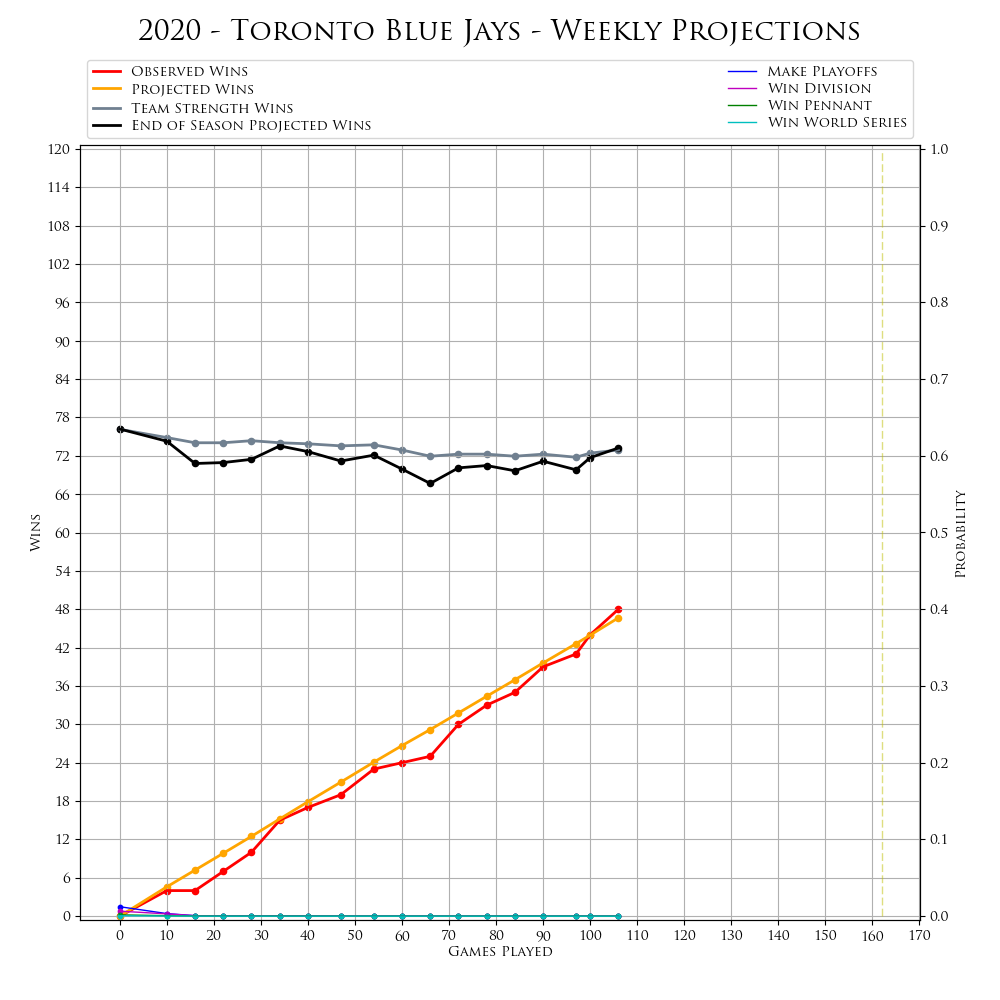 2020 - Toronto Blue Jays - Weekly Projections
Observed Wins
Projected Wins
Team Strength Wins
End of Season Projected Wins
Make Playoffs
Win Division
Win Pennant
Win World Series
120
114
108
102
96
90
84
78
72
66
60
54
48
42
36
30
24
18
12
6
0
Wins
1.0
0.9
0.8
0.7
0.6
0.5
0.4
0.3
0.2
0.1
0.0
Probability
0 10 20 30 40 50 60 70 80 90 100 110 120 130 140 150 160 170
Games Played